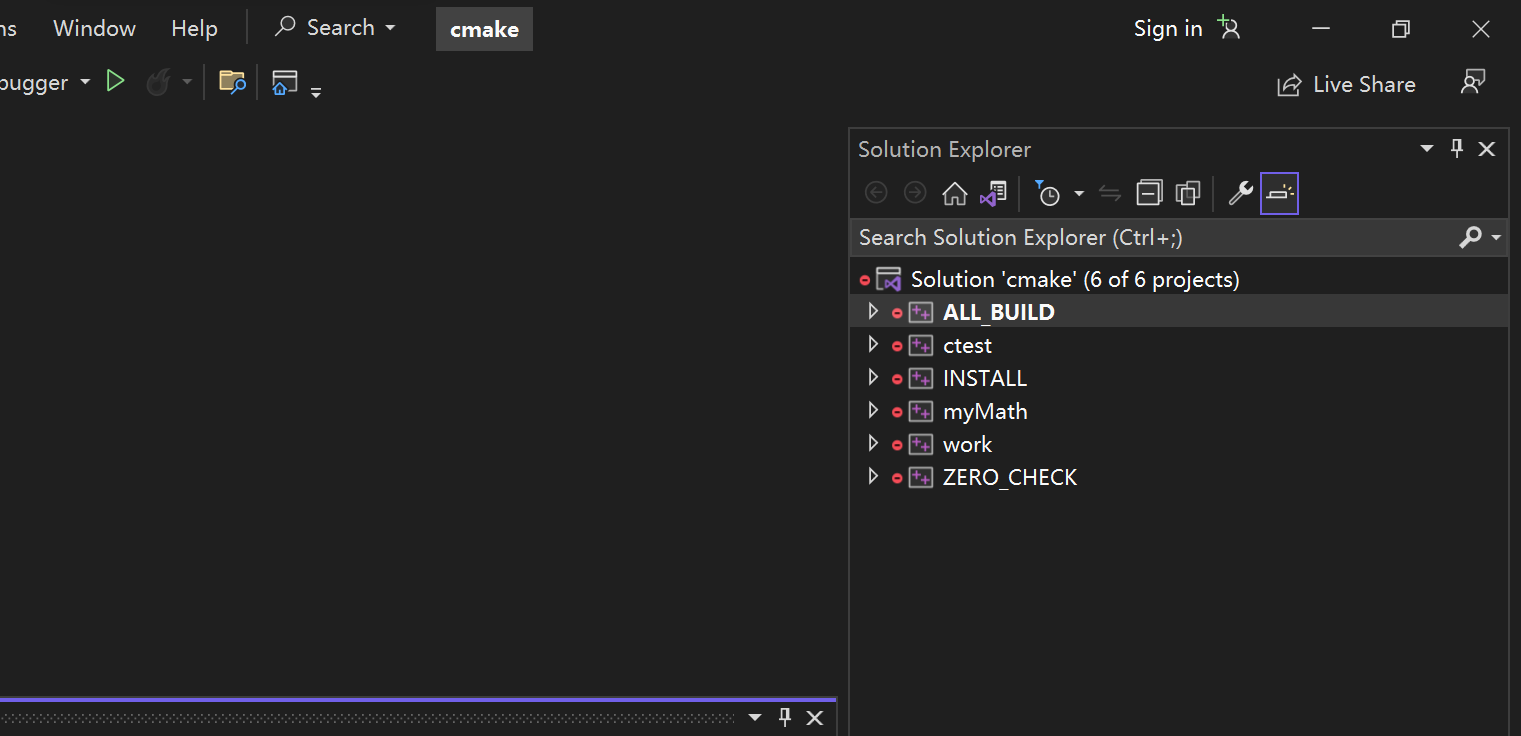 ns Window Help Search cmake Sign in
bugger Live Share
Solution Explorer
Search Solution Explorer (Ctrl+;)
Solution 'cmake' (6 of 6 projects)
ALL_BUILD
ctest
INSTALL
myMath
work
ZERO_CHECK